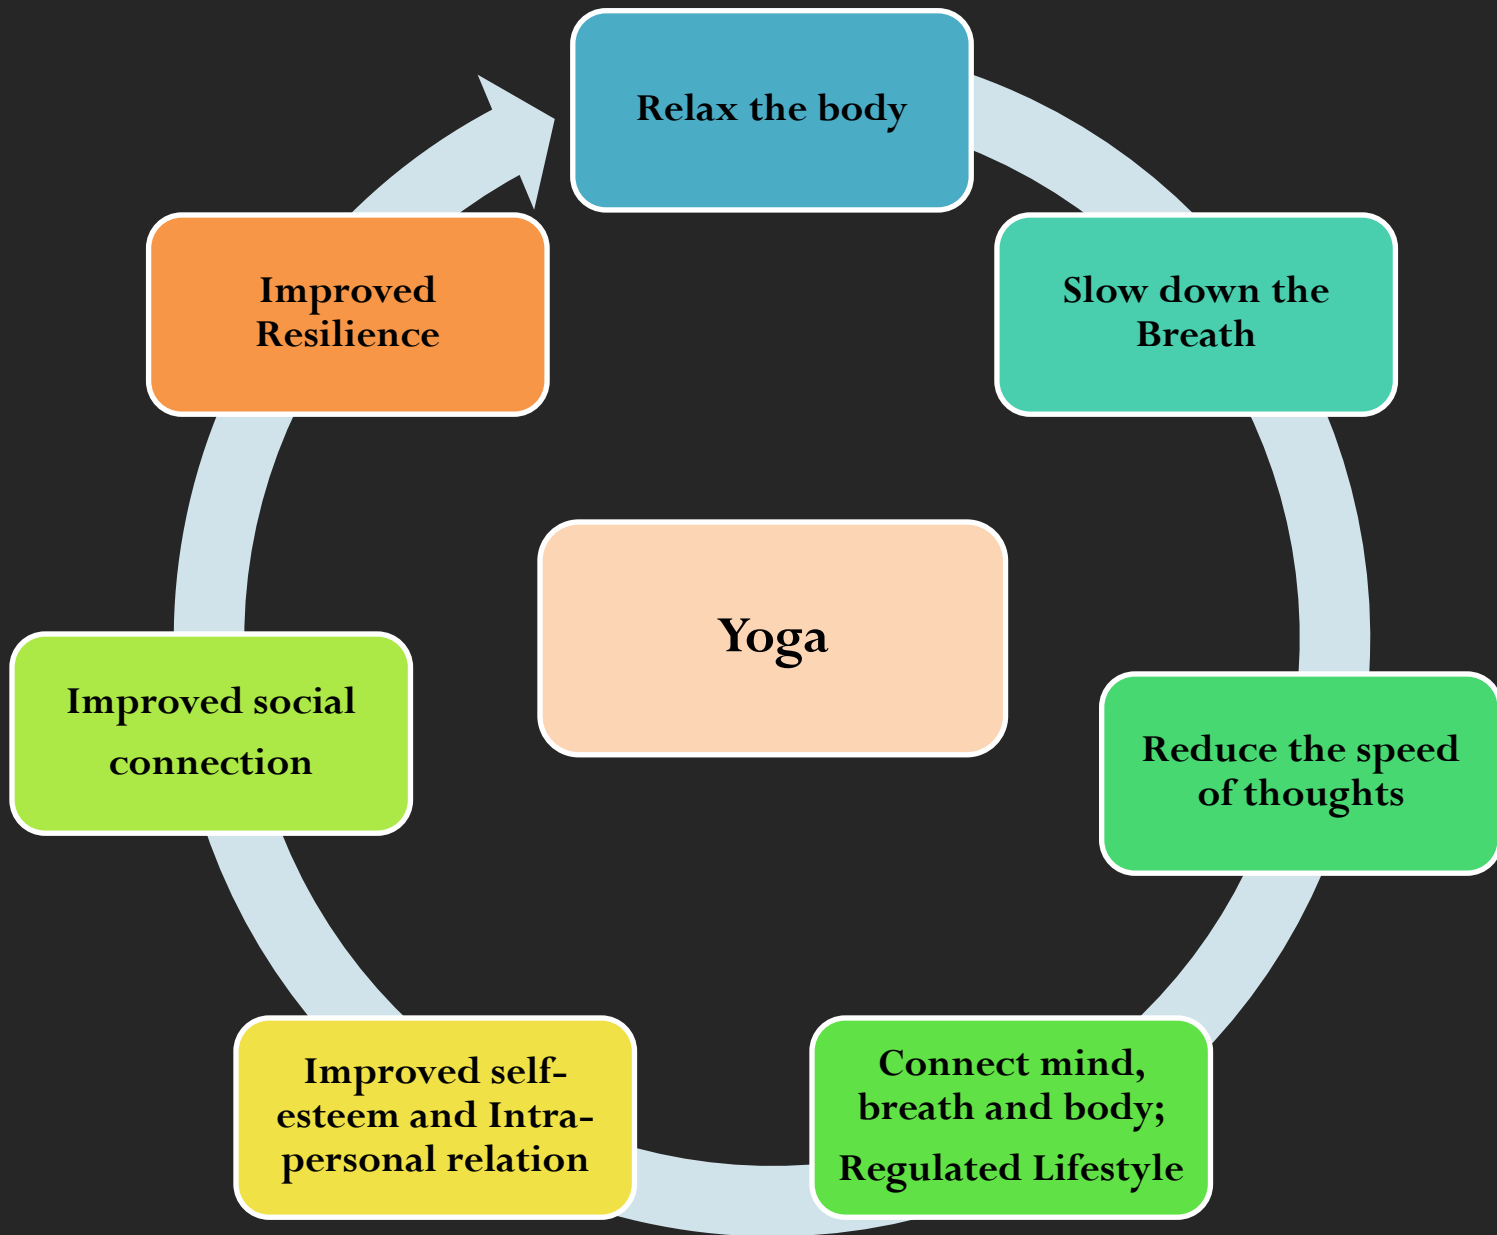 Relax the body
Slow down the
Breath
Reduce the speed
of thoughts
Connect mind,
breath and body;
Regulated Lifestyle
Improved self-
esteem and Intra-
personal relation
Improved social
connection
Improved
Resilience
Yoga